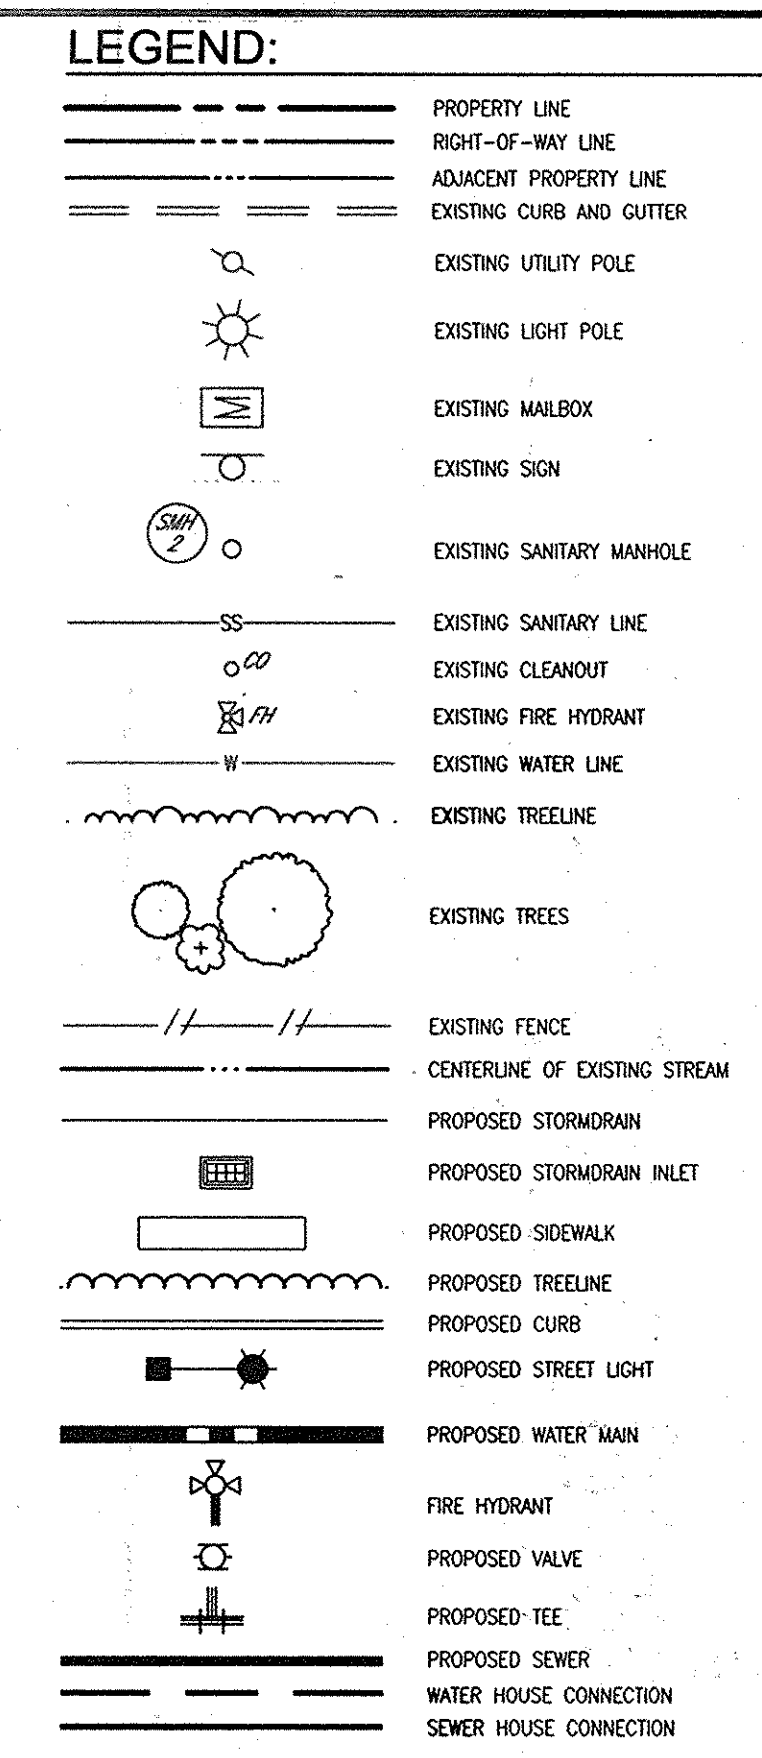 LEGEND:
PROPERTY LINE
RIGHT-OF-WAY LINE
ADJACENT PROPERTY LINE
EXISTING CURB AND GUTTER
EXISTING UTILITY POLE
EXISTING LIGHT POLE
EXISTING MAILBOX
EXISTING SIGN
SMH
2
EXISTING SANITARY MANHOLE
SS
EXISTING SANITARY LINE
CO
EXISTING CLEANOUT
FH
EXISTING FIRE HYDRANT
W
EXISTING WATER LINE
EXISTING TREELINE
EXISTING TREES
EXISTING FENCE
CENTERLINE OF EXISTING STREAM
PROPOSED STORMDRAIN
PROPOSED STORMDRAIN INLET
PROPOSED SIDEWALK
PROPOSED TREELINE
PROPOSED CURB
PROPOSED STREET LIGHT
PROPOSED WATER MAIN
FIRE HYDRANT
PROPOSED VALVE
PROPOSED TEE
PROPOSED SEWER
WATER HOUSE CONNECTION
SEWER HOUSE CONNECTION